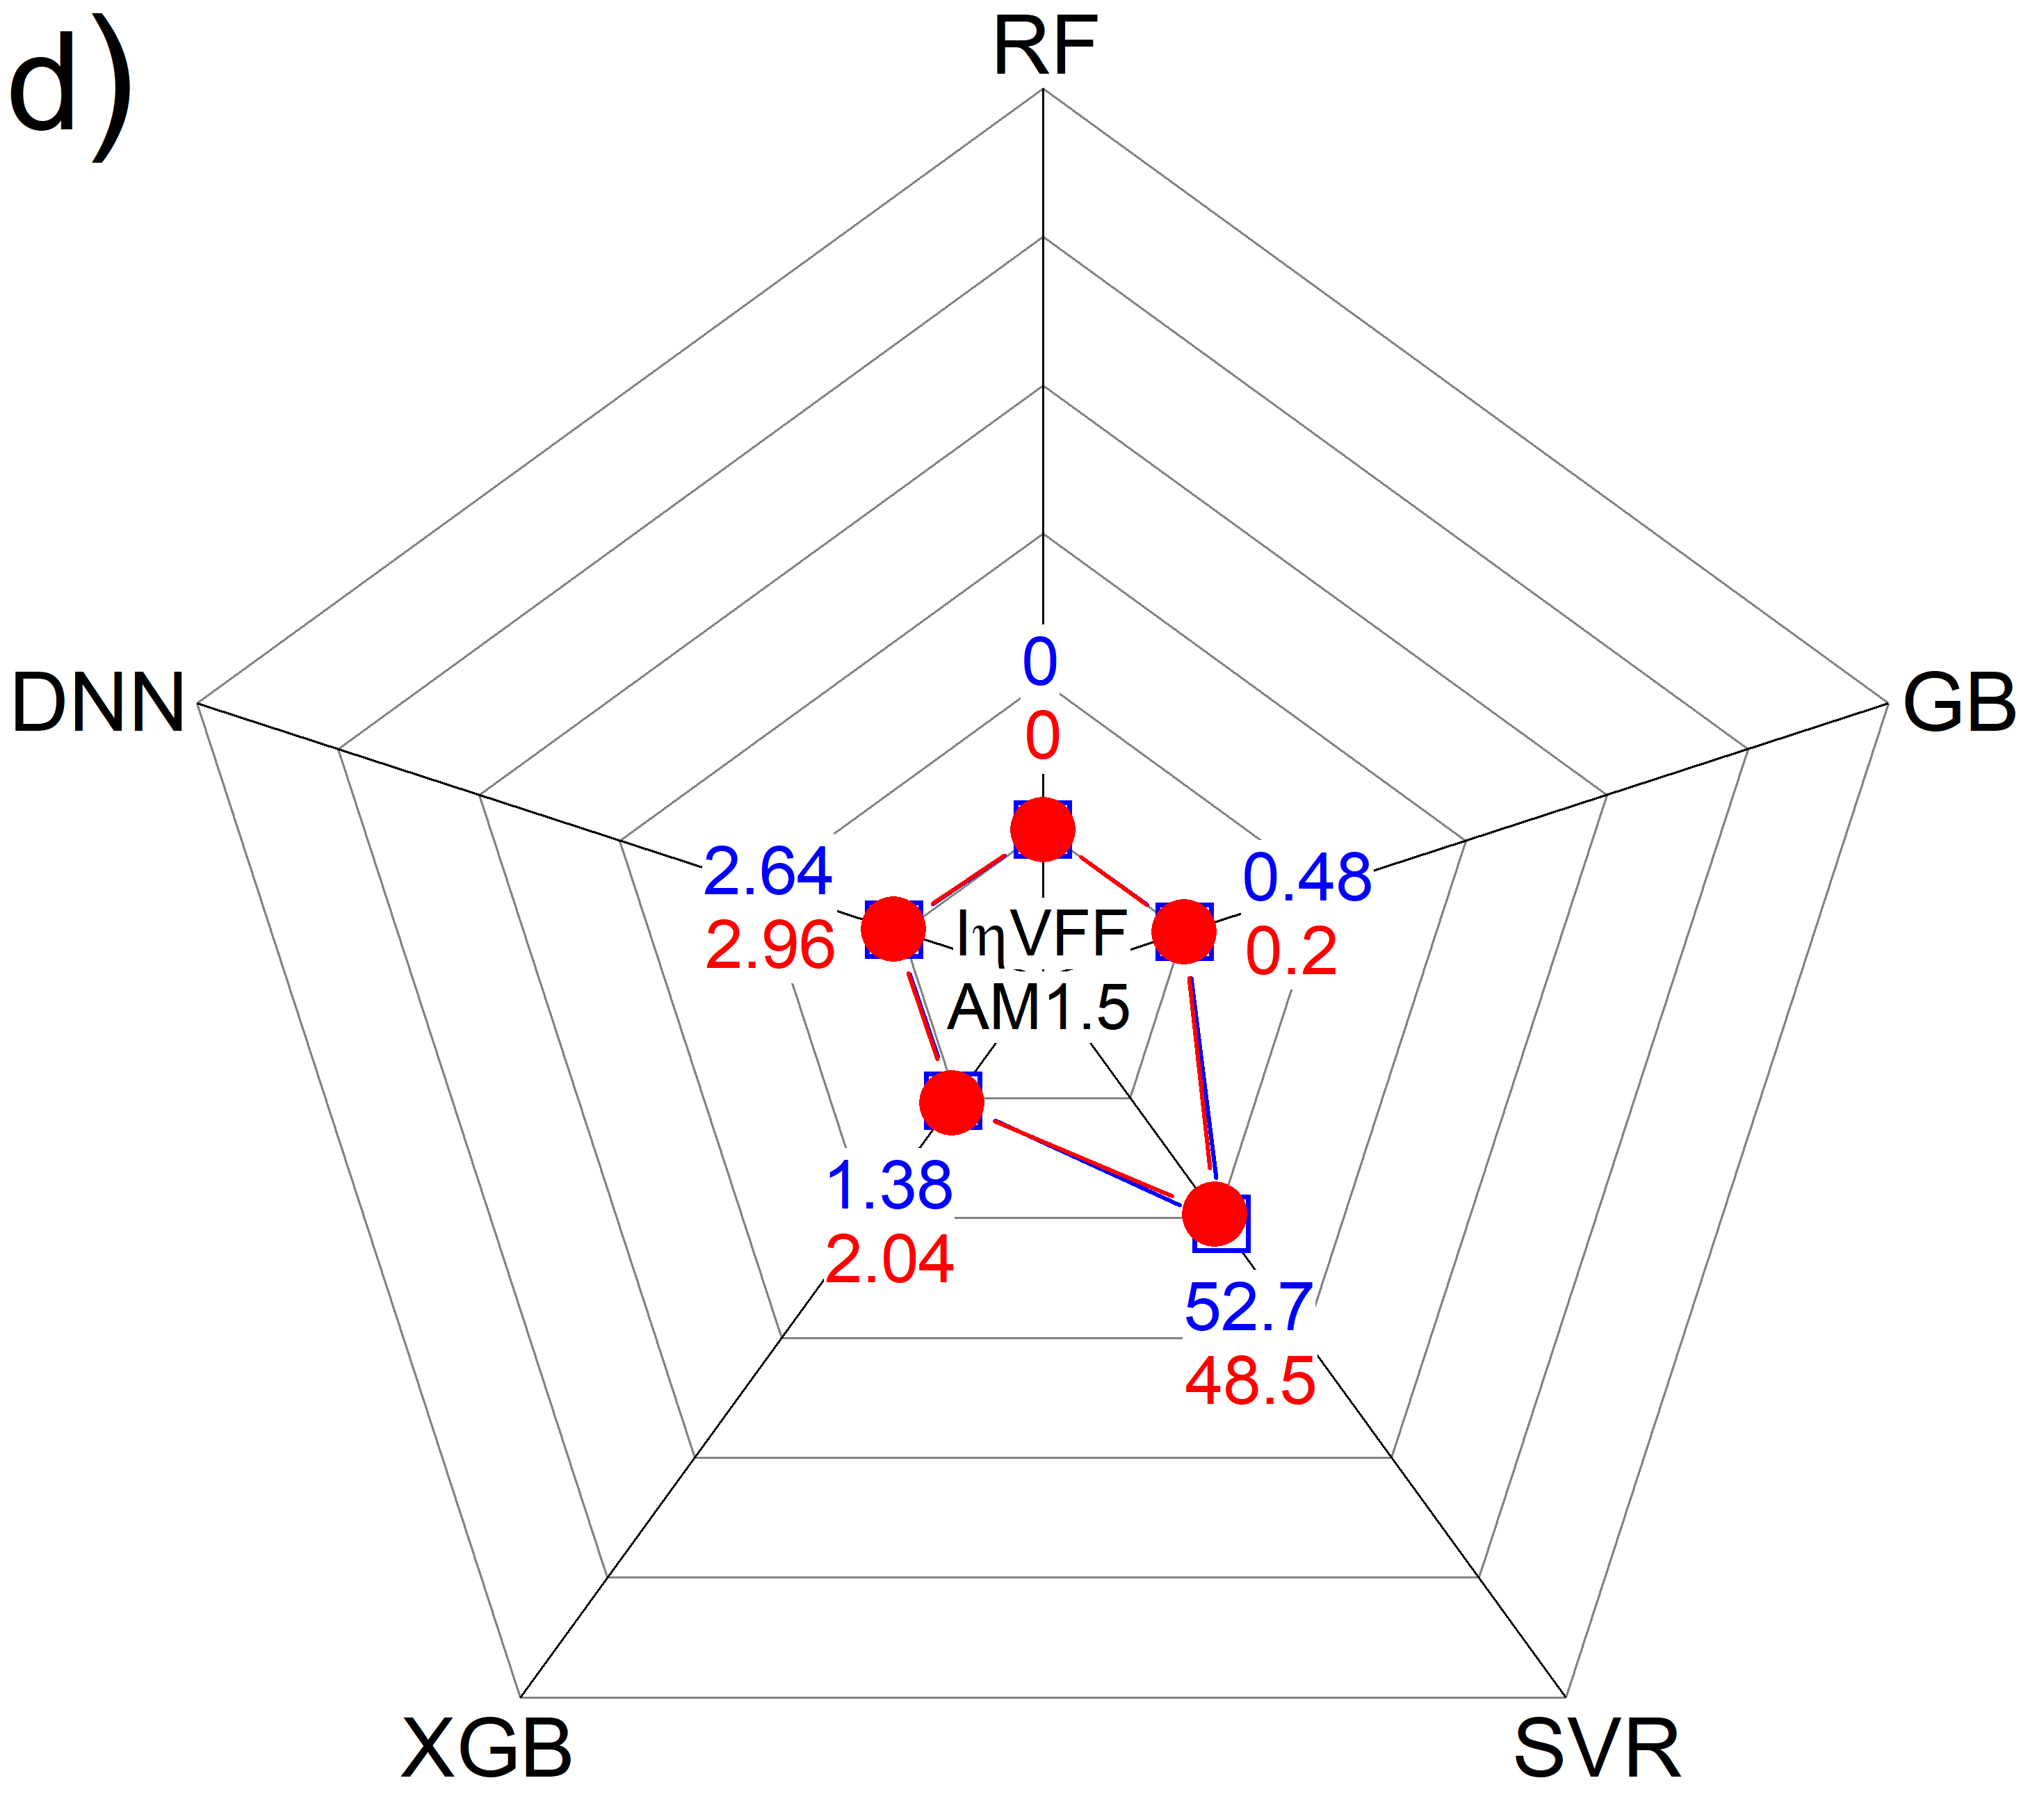 d)
RF
DNN
GB
0
0
2.64
2.96
0.48
0.2
IηVFF
AM1.5
1.38
2.04
52.7
48.5
XGB
SVR